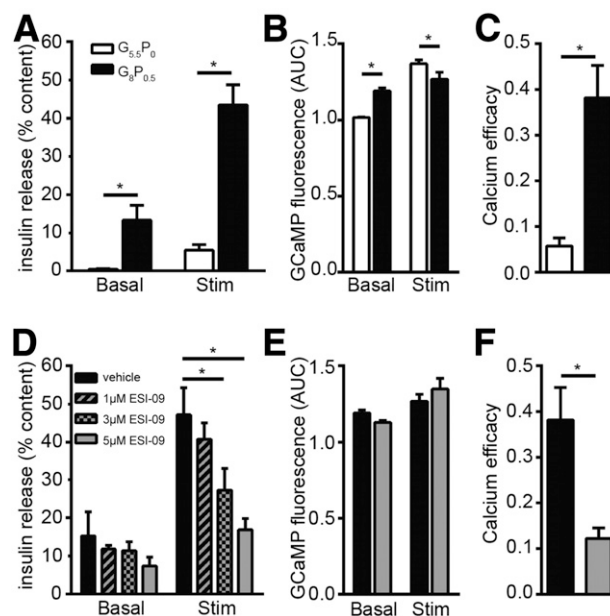 A
insulin release (% content)
60
50
40
30
20
10
0
G5.5P0
G8P0.5
*
*
Basal
Stim
B
GCaMP fluorescence (AUC)
1.5
1.0
0.5
0.0
*
*
Basal
Stim
C
Calcium efficacy
0.5
0.4
0.3
0.2
0.1
0.0
*
D
insulin release (% content)
60
50
40
30
20
10
0
vehicle
1µM ESI-09
3µM ESI-09
5µM ESI-09
*
*
Basal
Stim
E
GCaMP fluorescence (AUC)
1.5
1.0
0.5
0.0
Basal
Stim
F
Calcium efficacy
0.5
0.4
0.3
0.2
0.1
0.0
*